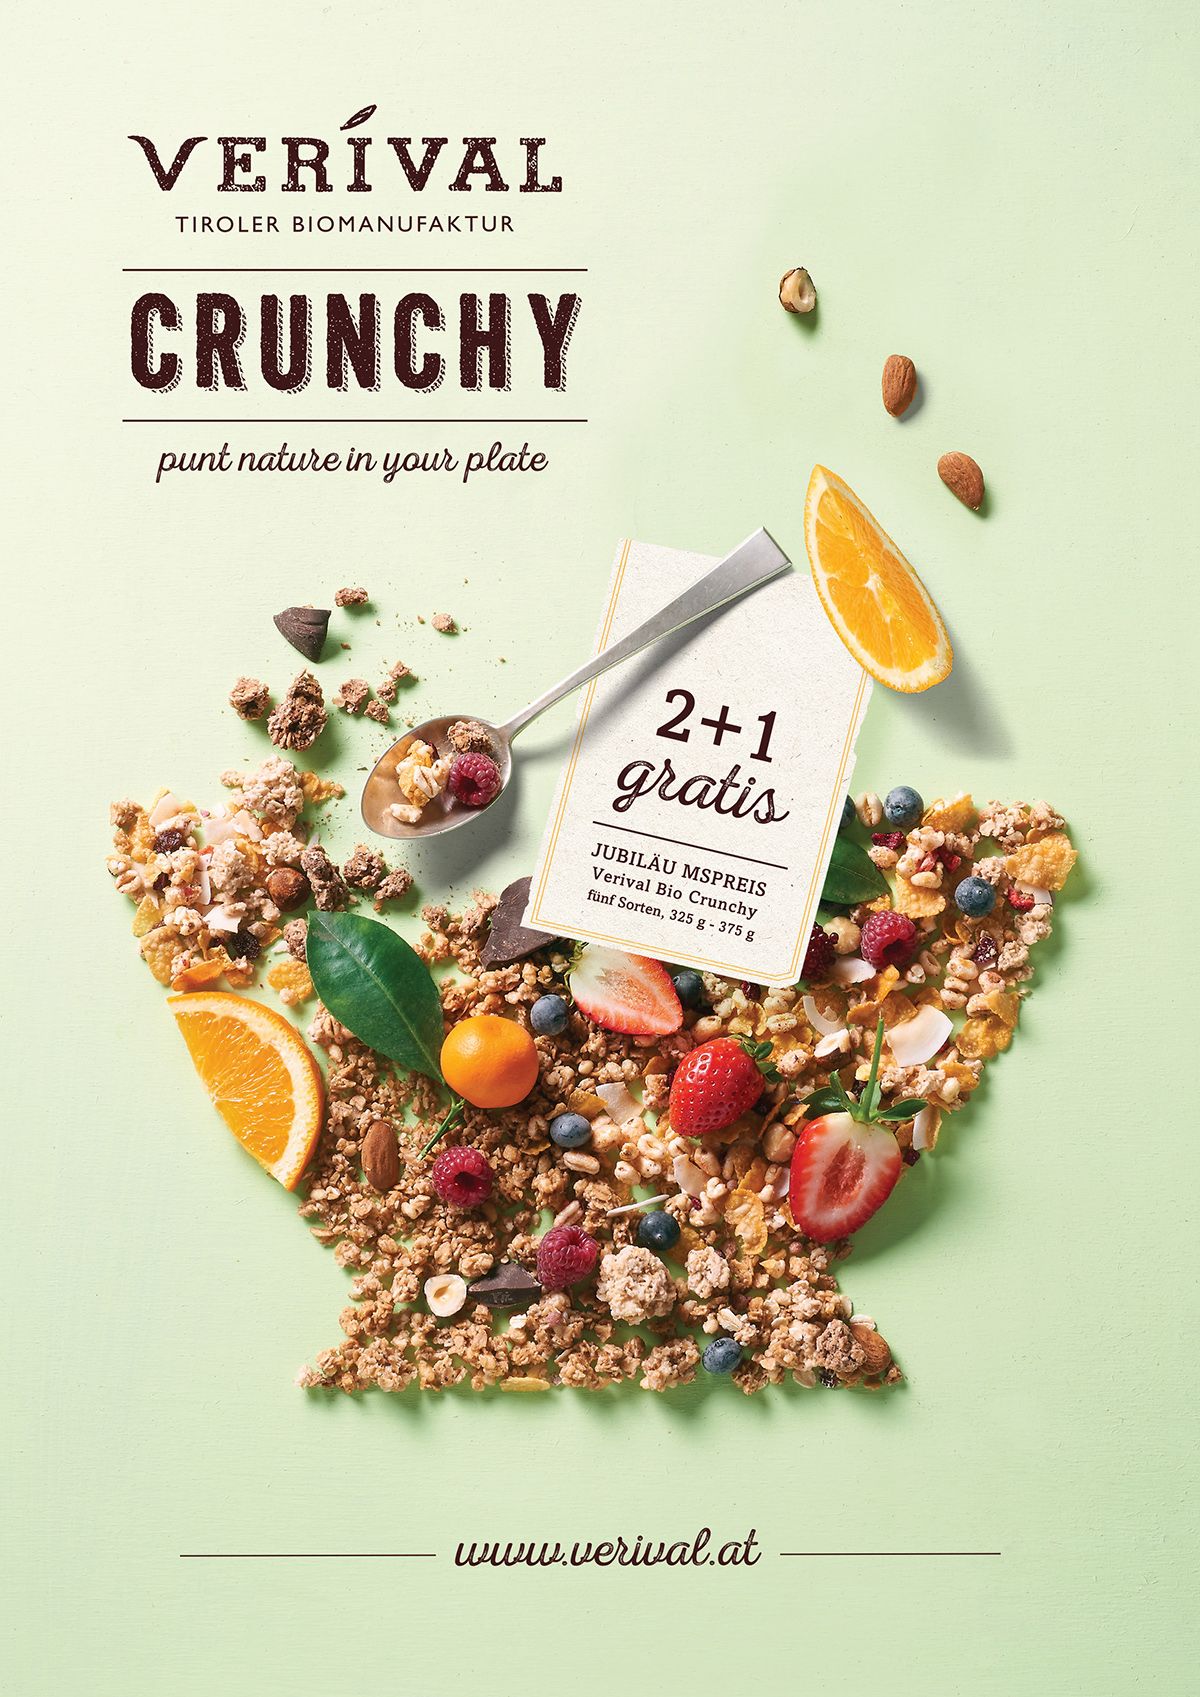 VERÍVAL
TIROLER BIOMANUFAKTUR
CRUNCHY
punt nature in your plate
2+1
gratis
JUBILÄU MSPREIS
Verival Bio Crunchy
fünf Sorten, 325 g - 375 g
www.verival.at